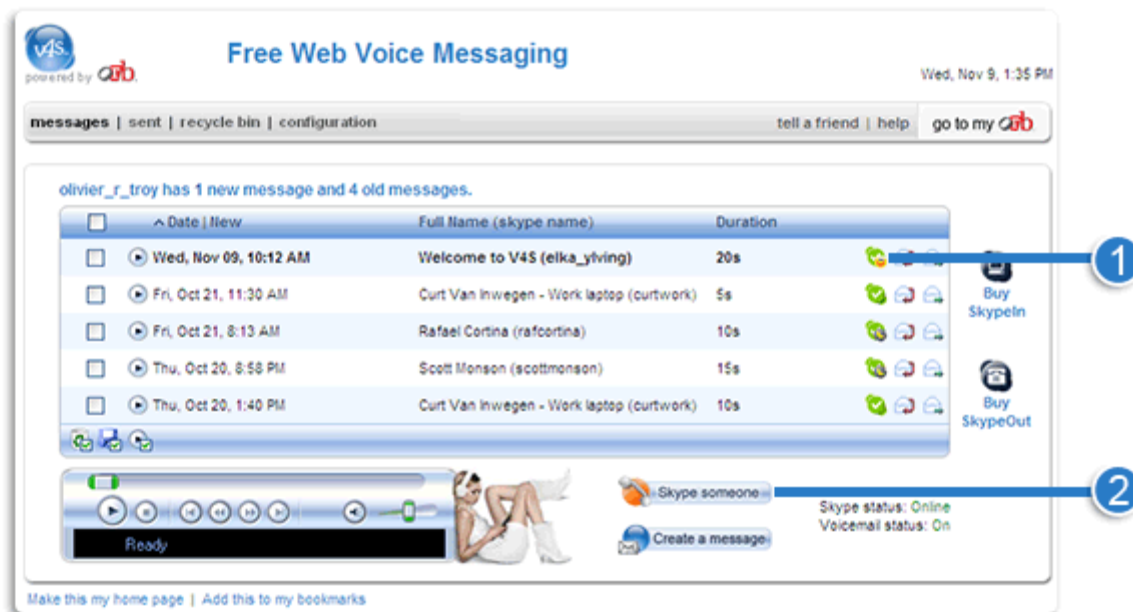 v4s.
Free Web Voice Messaging
powered by
Wed, Nov 9, 1:35 PM
messages | sent | recycle bin | configuration
tell a friend | help
go to my
olivier_r_troy has 1 new message and 4 old messages.
Date | New Full Name (skype name) Duration
Wed, Nov 09, 10:12 AM Welcome to V4S (elka_ylving) 20s
1
Fri, Oct 21, 11:30 AM Curt Van Inwegen - Work laptop (curtwork) 5s
Buy
SkypeIn
Fri, Oct 21, 8:13 AM Rafael Cortina (rafcortina) 10s
Thu, Oct 20, 8:58 PM Scott Monson (scottmonson) 15s
Thu, Oct 20, 1:40 PM Curt Van Inwegen - Work laptop (curtwork) 10s
Buy
SkypeOut
Skype someone
2
Skype status: Online
Voicemail status: On
Create a message
Ready
Make this my home page | Add this to my bookmarks